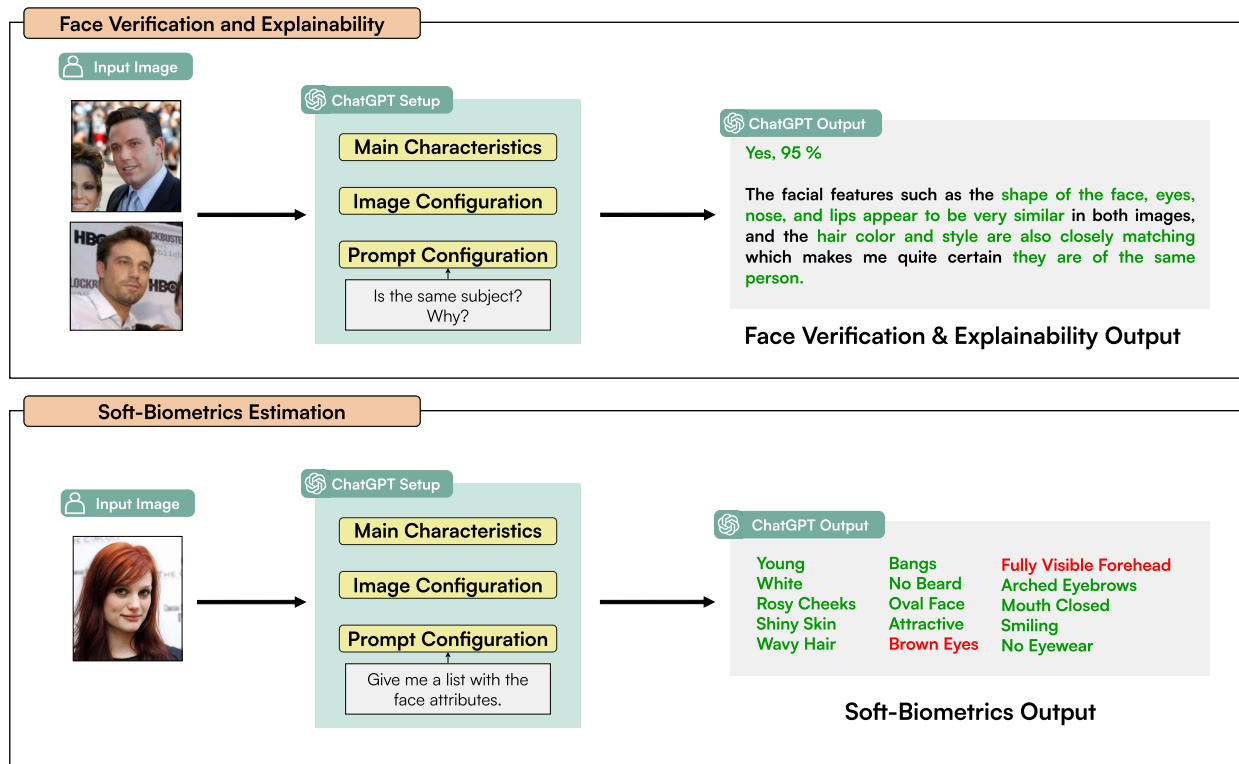 Face Verification and Explainability
Input Image
HBO
CKBUSTER
LOCKB
HBO
ChatGPT Setup
Main Characteristics
Image Configuration
Prompt Configuration
Is the same subject?
Why?
ChatGPT Output
Yes, 95 %
The facial features such as the shape of the face, eyes,
nose, and lips appear to be very similar in both images,
and the hair color and style are also closely matching
which makes me quite certain they are of the same
person.
Face Verification & Explainability Output
Soft-Biometrics Estimation
Input Image
ChatGPT Setup
Main Characteristics
Image Configuration
Prompt Configuration
Give me a list with the
face attributes.
ChatGPT Output
Young
White
Rosy Cheeks
Shiny Skin
Wavy Hair
Bangs
No Beard
Oval Face
Attractive
Brown Eyes
Fully Visible Forehead
Arched Eyebrows
Mouth Closed
Smiling
No Eyewear
Soft-Biometrics Output